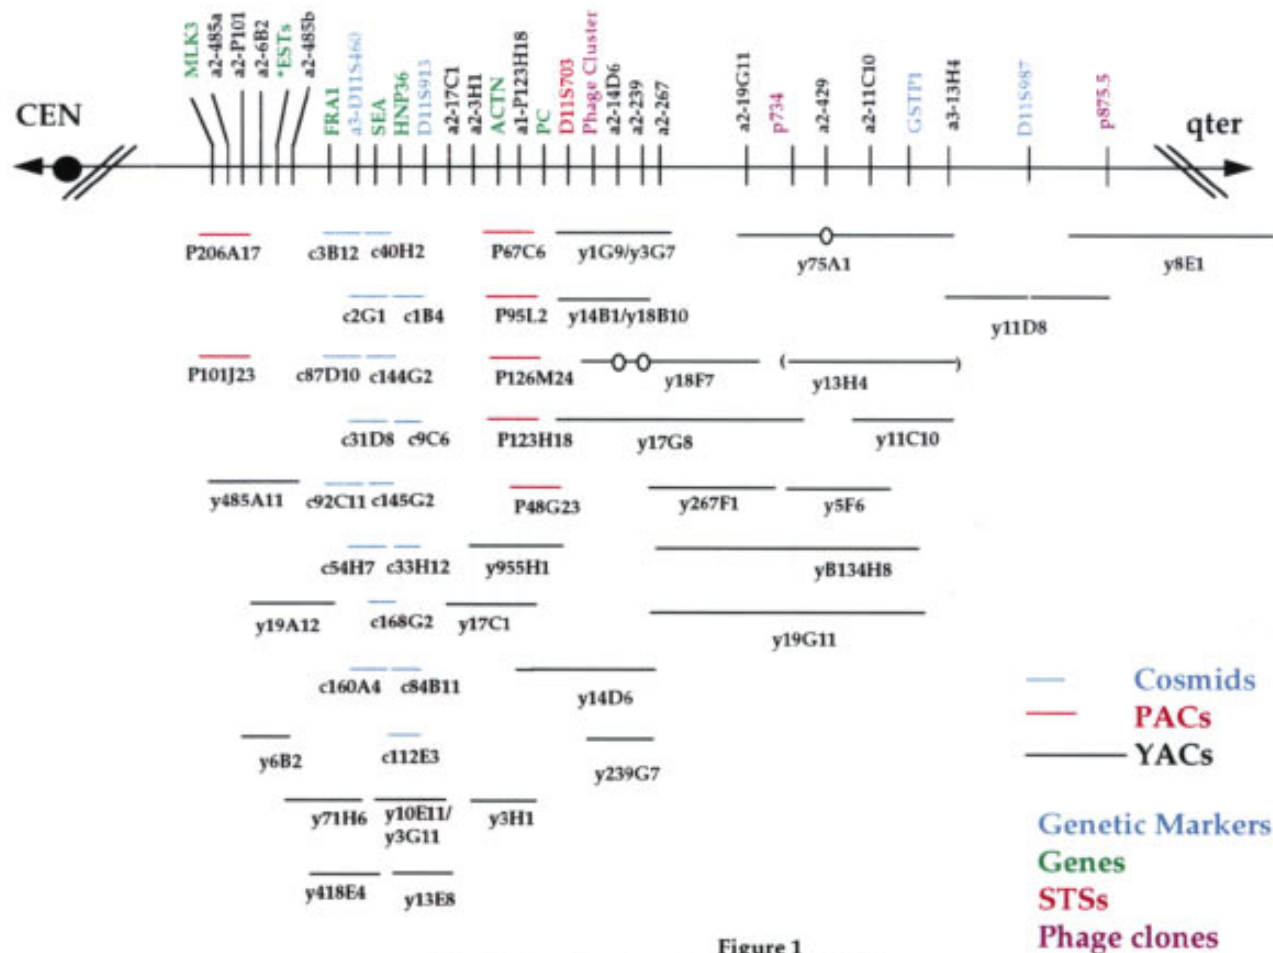 MLK3
a2-485a
a2-P101
a2-6B2
*ESTs
a2-485b
FRA1
a3-D11S460
SEA
HNP36
D11S913
a2-17C1
a2-3H1
ACTN
a1-P123H18
PC
D11S703
Phage Cluster
a2-14D6
a2-239
a2-267
a2-19G11
p734
a2-429
a2-11C10
GSTP1
a3-13H4
D11S987
p875.5
CEN
qter
P206A17
c3B12
c40H2
P67C6
y1G9/y3G7
y75A1
y8E1
c2G1
c1B4
P95L2
y14B1/y18B10
y11D8
P101J23
c87D10
c144G2
P126M24
y18F7
y13H4
c31D8
c9C6
P123H18
y17G8
y11C10
y485A11
c92C11
c145G2
P48G23
y267F1
y5F6
c54H7
c33H12
y955H1
yB134H8
y19A12
c168G2
y17C1
y19G11
c160A4
c84B11
y14D6
y6B2
c112E3
y239G7
y71H6
y10E11/
y3G11
y3H1
y418E4
y13E8
Cosmids
PACs
YACs
Genetic Markers
Genes
STSs
Phage clones
Figure 1